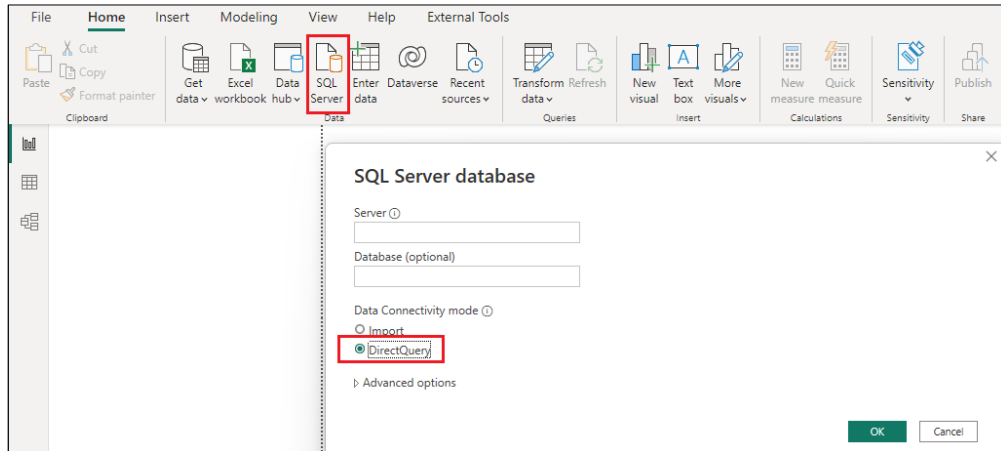 File Home Insert Modeling View Help External Tools
Paste
Cut
Copy
Format painter
Clipboard
Get data
Excel workbook
Data hub
SQL Server
Enter data
Dataverse
Recent sources
Data
Transform data
Refresh
Queries
New visual
Text box
More visuals
Insert
New measure
Quick measure
Calculations
Sensitivity
Sensitivity
Publish
Share
SQL Server database
Server
Database (optional)
Data Connectivity mode
Import
DirectQuery
Advanced options
OK Cancel